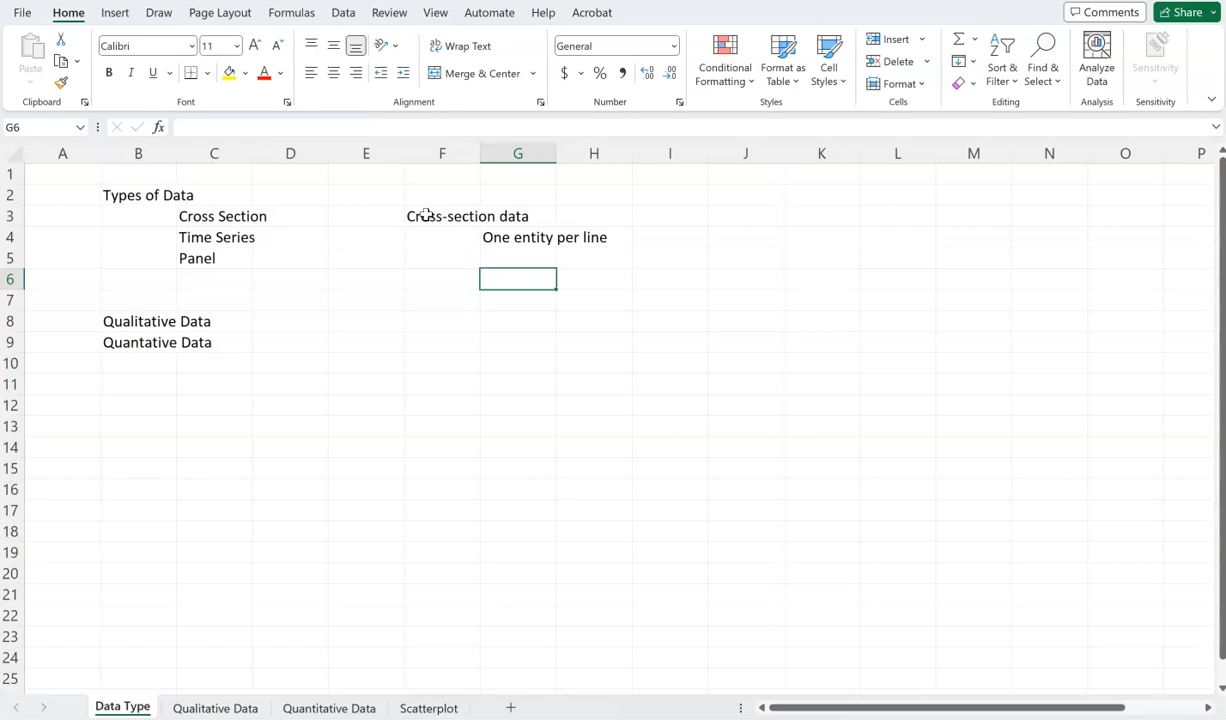 File Home Insert Draw Page Layout Formulas Data Review View Automate Help Acrobat Comments Share
Calibri 11 Wrap Text General Insert
Paste Merge & Center Conditional Formatting Format as Table Cell Styles Delete Sort & Filter Find & Select Analyze Data Sensitivity
B I U A $ % Format
Clipboard Font Alignment Number Styles Cells Editing Analysis Sensitivity
G6 fx
A B C D E F G H I J K L M N O P
1
2 Types of Data
3 Cross Section Cross-section data
4 Time Series One entity per line
5 Panel
6
7
8 Qualitative Data
9 Quantative Data
10
11
12
13
14
15
16
17
18
19
20
21
22
23
24
25
Data Type Qualitative Data Quantitative Data Scatterplot